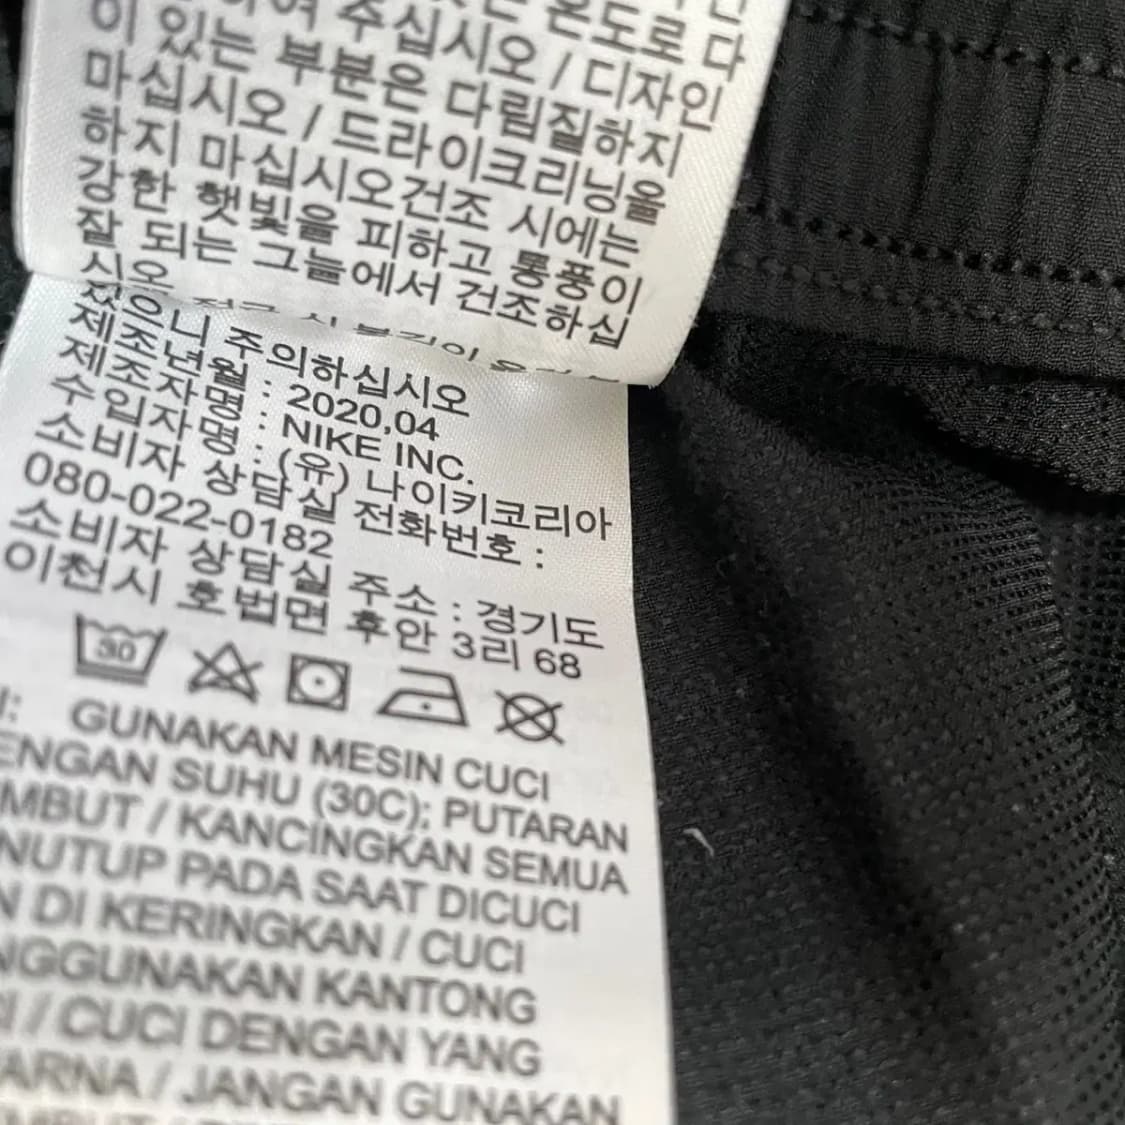 온도로 다
여 주십시오 / 디자인
이 있는 부분은 다림질하지
마십시오 / 드라이크리닝을
하지 마십시오건조 시에는
강한 햇빛을 피하고 통풍이
잘 되는 그늘에서 건조하십
시오
있으니 주의하십시오
제조년월 : 2020,04
제조자명 : NIKE INC.
수입자명 : (유) 나이키코리아
소비자 상담실 전화번호 :
080-022-0182
소비자 상담실 주소 : 경기도
이천시 호법면 후안 3리 68
30
GUNAKAN MESIN CUCI
ENGAN SUHU (30C); PUTARAN
MBUT / KANCINGKAN SEMUA
NUTUP PADA SAAT DICUCI
N DI KERINGKAN / CUCI
NGGUNAKAN KANTONG
CI / CUCI DENGAN YANG
ARNA / JANGAN GUNAKAN